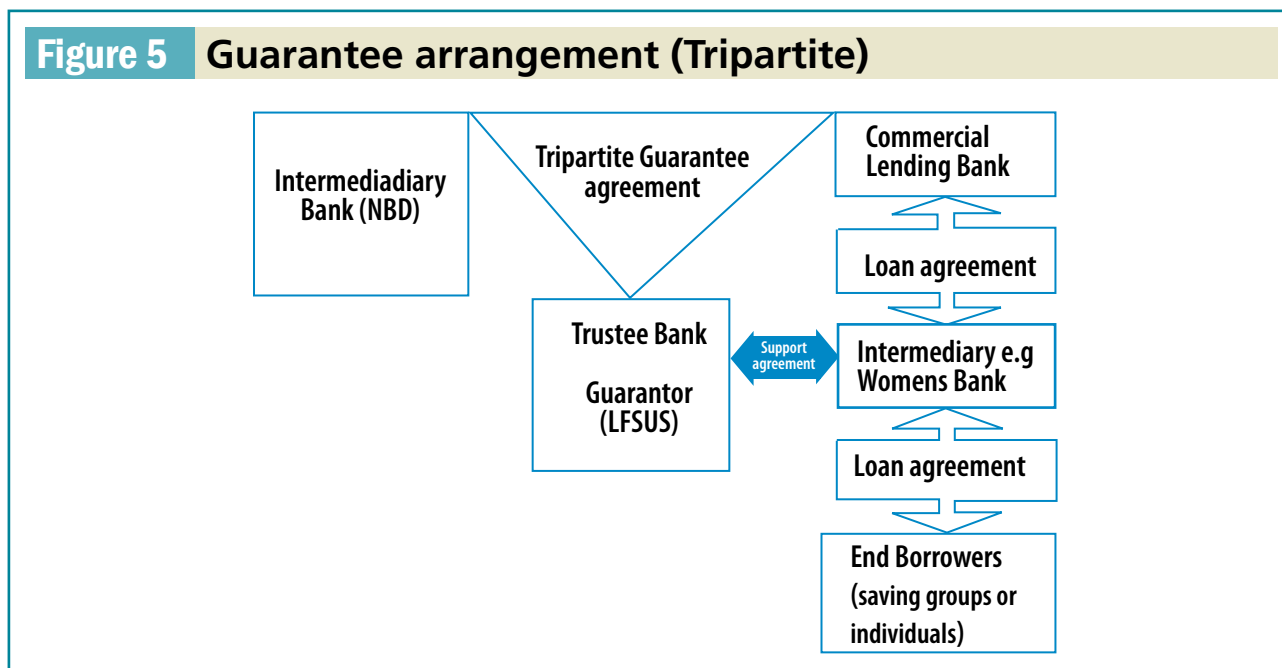 Figure 5 Guarantee arrangement (Tripartite)
Intermediadiary
Bank (NBD)
Tripartite Guarantee
agreement
Commercial
Lending Bank
Loan agreement
Trustee Bank
Guarantor
(LFSUS)
Support
agreement
Intermediary e.g
Womens Bank
Loan agreement
End Borrowers
(saving groups or
individuals)